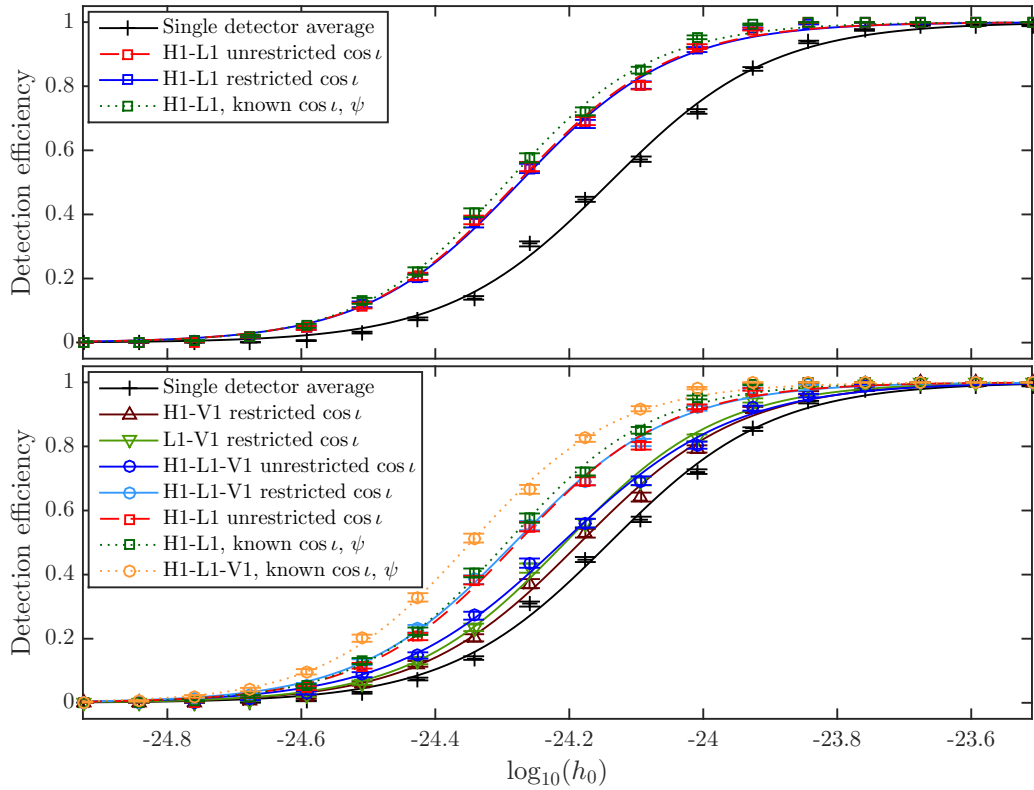 1
0.8
0.6
0.4
0.2
0
Detection efficiency
Single detector average
H1-L1 unrestricted cos ι
H1-L1 restricted cos ι
H1-L1, known cos ι, ψ
1
0.8
0.6
0.4
0.2
0
Detection efficiency
Single detector average
H1-V1 restricted cos ι
L1-V1 restricted cos ι
H1-L1-V1 unrestricted cos ι
H1-L1-V1 restricted cos ι
H1-L1 unrestricted cos ι
H1-L1, known cos ι, ψ
H1-L1-V1, known cos ι, ψ
-24.8 -24.6 -24.4 -24.2 -24 -23.8 -23.6
log₁₀(h₀)